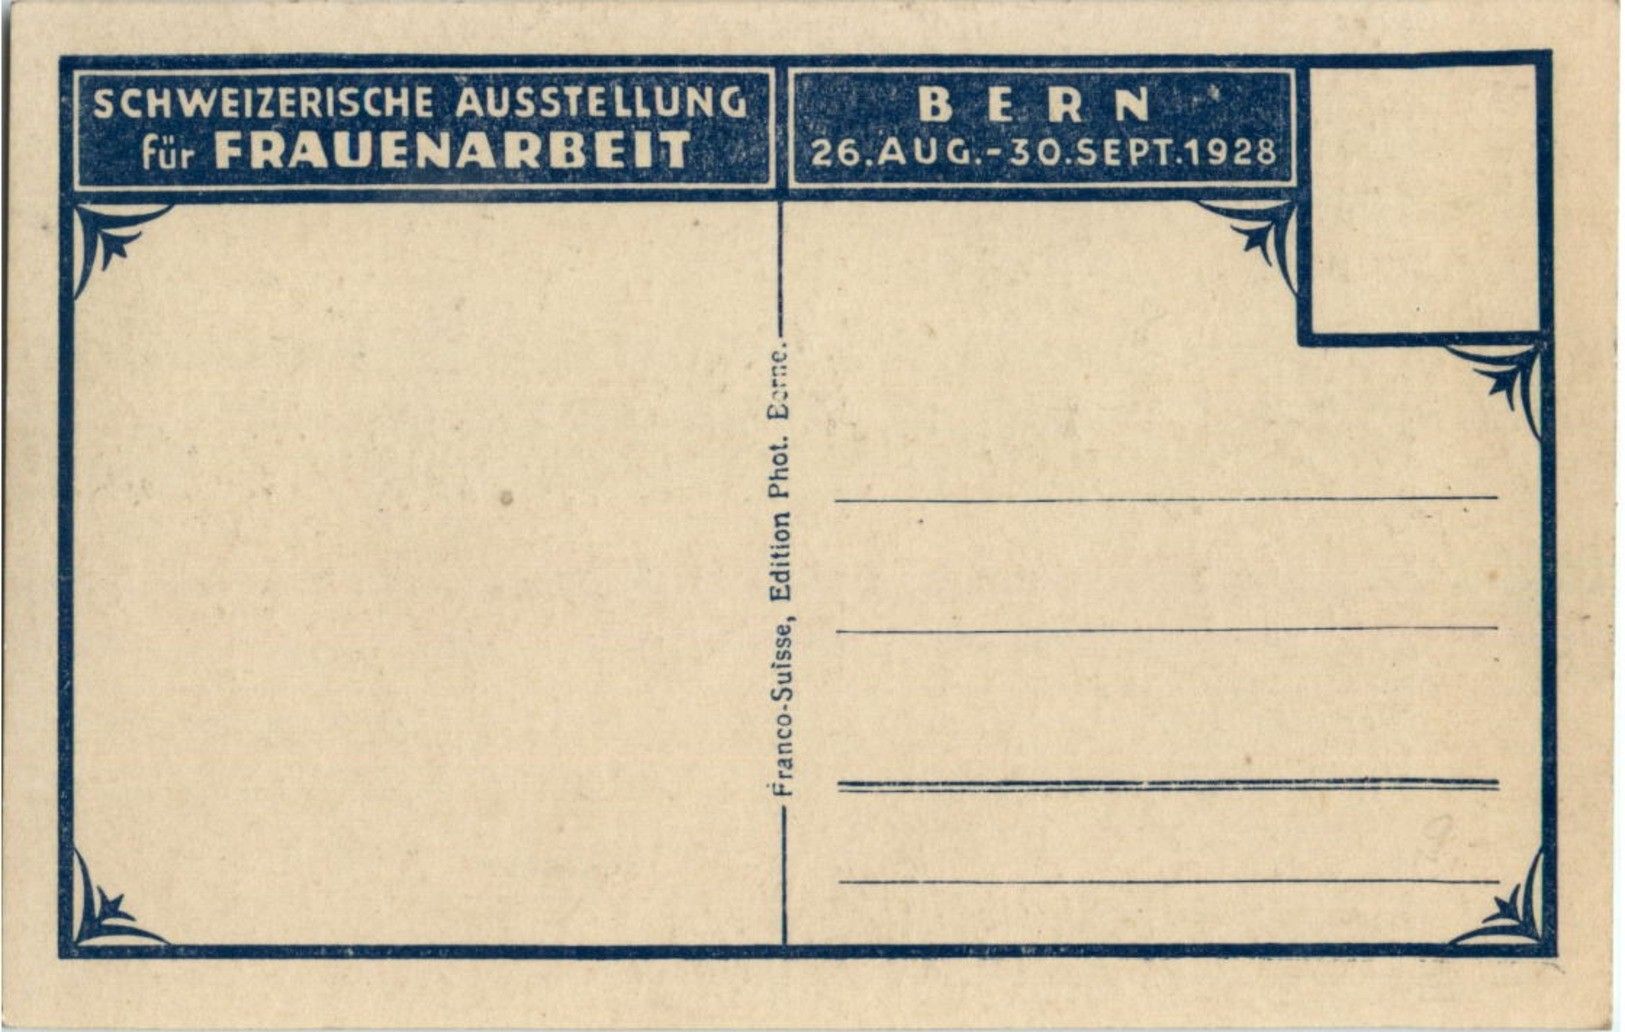 SCHWEIZERISCHE AUSSTELLUNG
für FRAUENARBEIT
BERN
26.AUG.-30.SEPT.1928
Franco-Suisse, Edition Phot. Berne.